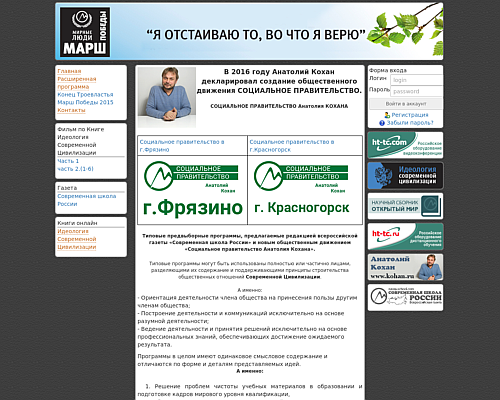 МИРНЫЕ
ЛЮДИ
МАРШ
ПОБЕДЫ
"Я ОТСТАИВАЮ ТО, ВО ЧТО Я ВЕРЮ"
Главная
Расширенная
программа
Конец Троевластья
Марш Победы 2015
Контакты
Фильм по Книге
Идеология
Современной
Цивилизации
Часть 1
часть 2.(1-6)
Газета
Современная школа
России
Книги онлайн
Идеология
Современной
Цивилизации
В 2016 году Анатолий Кохан
декларировал создание общественного
движения СОЦИАЛЬНОЕ ПРАВИТЕЛЬСТВО.
СОЦИАЛЬНОЕ ПРАВИТЕЛЬСТВО Анатолия КОХАНА
Социальное правительство в
г.Фрязино
Социальное правительство в
г.Красногорск
СОЦИАЛЬНОЕ
ПРАВИТЕЛЬСТВО
Анатолий
Кохан
г.Фрязино
СОЦИАЛЬНОЕ
ПРАВИТЕЛЬСТВО
Анатолий
Кохан
г. Красногорск
Типовые предвыборные программы, предлагаемые редакцией всероссийской
газеты «Современная школа России» и новым общественным движением
«Социальное правительство Анатолия Кохана».
Типовые программы могут быть использованы полностью или частично лицами,
разделяющими их содержание и поддерживающими принципы строительства
общественных отношений Современной Цивилизации.
А именно:
- Ориентация деятельности члена общества на принесения пользы другим
членам общества;
- Построение деятельности и коммуникаций исключительно на основе
разумной деятельности;
- Ведение деятельности и принятия решений исключительно на основе
профессиональных знаний, обеспечивающих достижение ожидаемого
результата.
Программы в целом имеют одинаковое смысловое содержание и
отличаются по форме и деталям представляемых идей.
А именно:
1. Решение проблем чистоты учебных материалов в образовании и
подготовке кадров мирового уровня квалификации,
Форма входа
Логин:
login
Пароль:
password
Войти в аккаунт
Регистрация
Забыли пароль?
ht-tc.com
Российское
оборудование
видеоконференции
Идеология
современной
цивилизации
НАУЧНЫЙ СБОРНИК
ОТКРЫТЫЙ МИР
ht-tc.ru
Российское
оборудование
дистанционного
обучения
Анатолий
Кохан
www.kohan.ru
СОВРЕМЕННАЯ ШКОЛА
РОССИИ